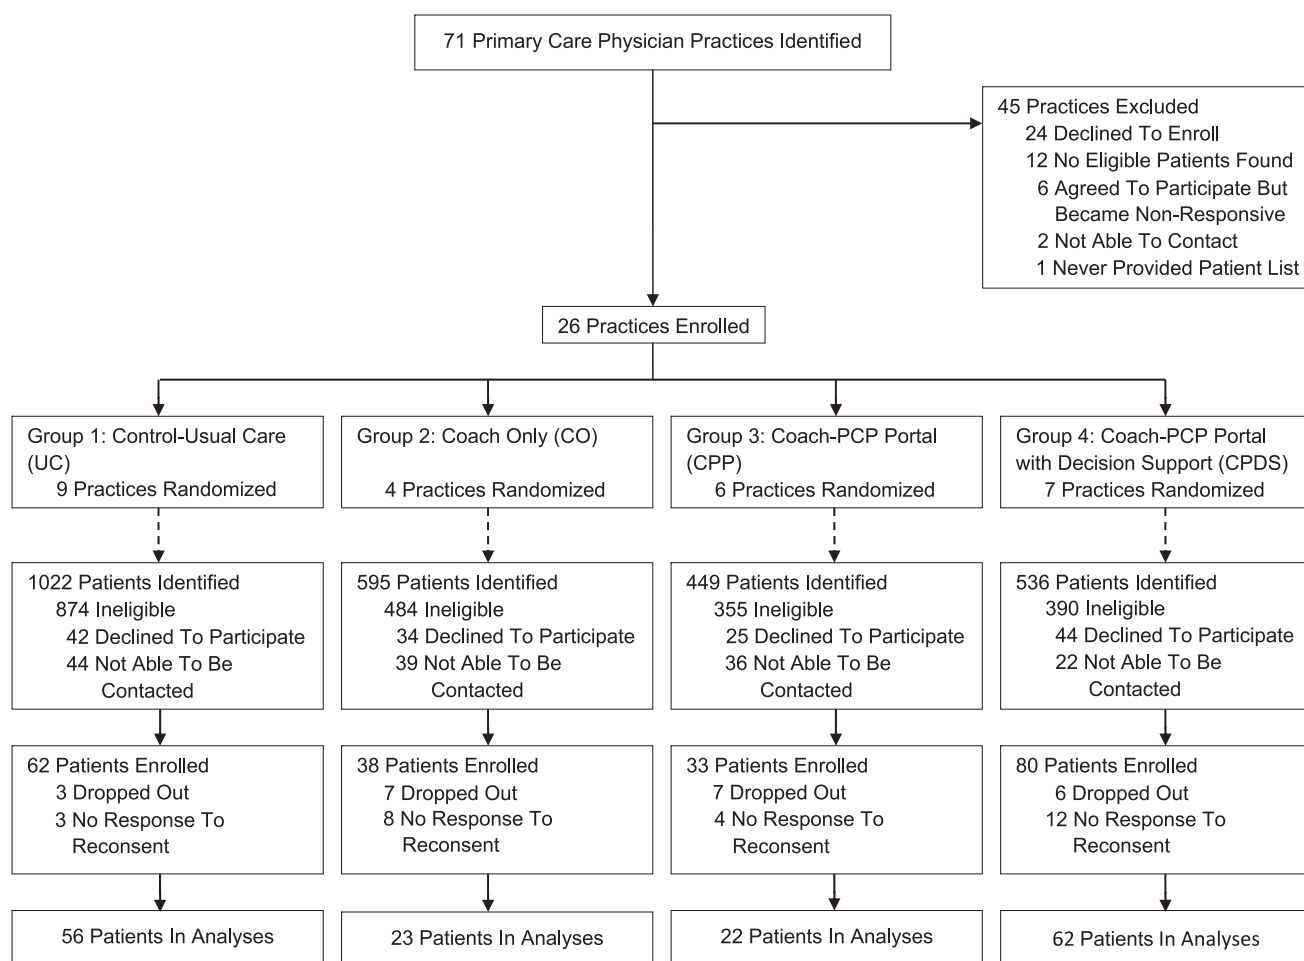 71 Primary Care Physician Practices Identified
45 Practices Excluded
24 Declined To Enroll
12 No Eligible Patients Found
6 Agreed To Participate But
Became Non-Responsive
2 Not Able To Contact
1 Never Provided Patient List
26 Practices Enrolled
Group 1: Control-Usual Care
(UC)
9 Practices Randomized
Group 2: Coach Only (CO)
4 Practices Randomized
Group 3: Coach-PCP Portal
(CPP)
6 Practices Randomized
Group 4: Coach-PCP Portal
with Decision Support (CPDS)
7 Practices Randomized
1022 Patients Identified
874 Ineligible
42 Declined To Participate
44 Not Able To Be
Contacted
595 Patients Identified
484 Ineligible
34 Declined To Participate
39 Not Able To Be
Contacted
449 Patients Identified
355 Ineligible
25 Declined To Participate
36 Not Able To Be
Contacted
536 Patients Identified
390 Ineligible
44 Declined To Participate
22 Not Able To Be
Contacted
62 Patients Enrolled
3 Dropped Out
3 No Response To
Reconsent
38 Patients Enrolled
7 Dropped Out
8 No Response To
Reconsent
33 Patients Enrolled
7 Dropped Out
4 No Response To
Reconsent
80 Patients Enrolled
6 Dropped Out
12 No Response To
Reconsent
56 Patients In Analyses
23 Patients In Analyses
22 Patients In Analyses
62 Patients In Analyses